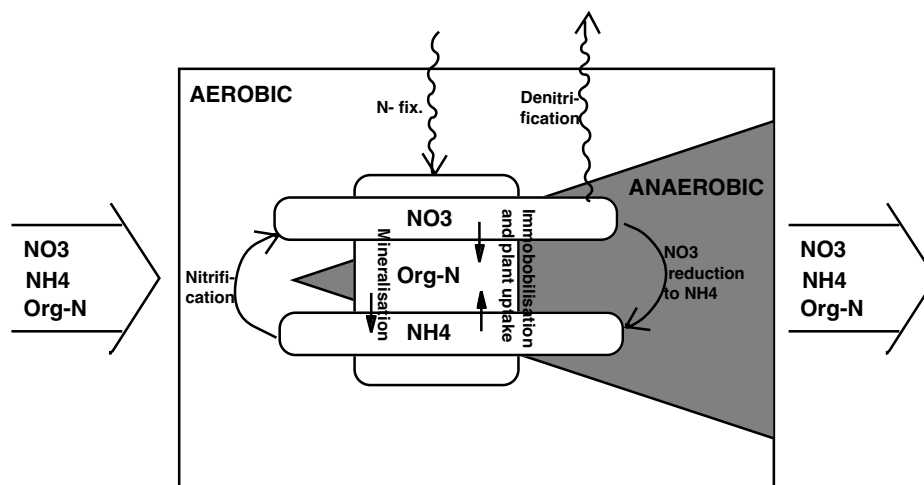 AEROBIC
N- fix.
Denitri-
fication
ANAEROBIC
NO3
NH4
Org-N
Nitrifi-
cation
NO3
Mineralisation
Org-N
Immobobilisation
and plant uptake
NH4
NO3
reduction
to NH4
NO3
NH4
Org-N